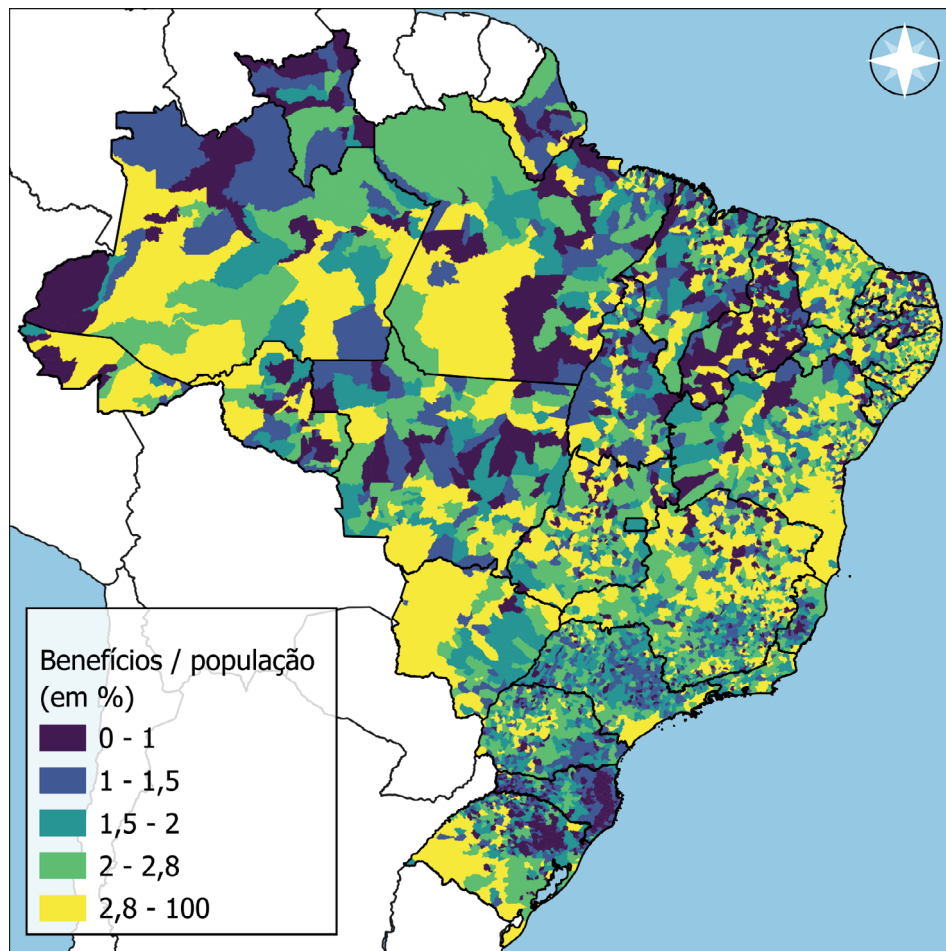 Benefícios / população
(em %)
0 - 1
1 - 1,5
1,5 - 2
2 - 2,8
2,8 - 100